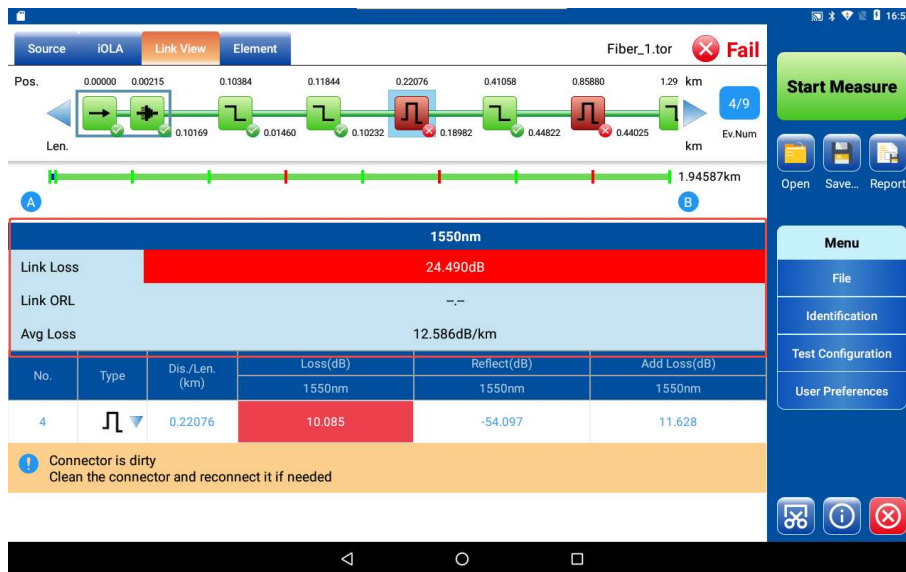 16:5
Source iOLA Link View Element Fiber_1.tor Fail
Pos. 0.00000 0.00215 0.10384 0.11844 0.22076 0.41058 0.85880 1.29 km
Start Measure
4/9
0.10169 0.01460 0.10232 0.18982 0.44822 0.44025
Len. km Ev.Num
1.94587km
Open Save... Report
A B
1550nm
Menu
Link Loss 24.490dB
File
Link ORL --.--
Identification
Avg Loss 12.586dB/km
Test Configuration
No. Type Dis./Len. (km) Loss(dB) Reflect(dB) Add Loss(dB)
1550nm 1550nm 1550nm
User Preferences
4 0.22076 10.085 -54.097 11.628
Connector is dirty
Clean the connector and reconnect it if needed